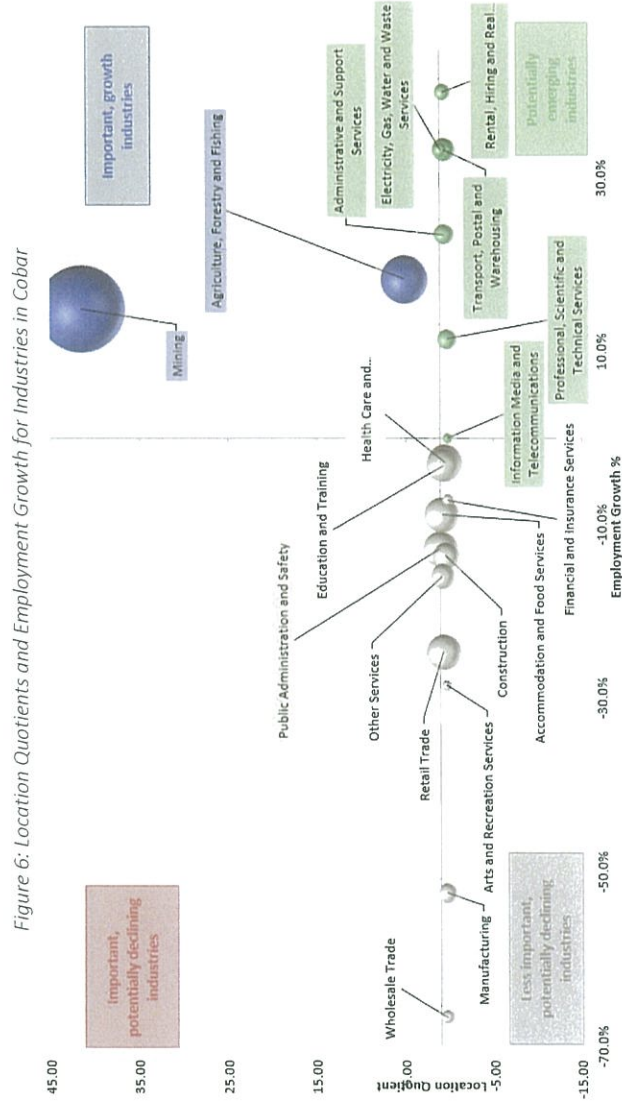 Figure 6: Location Quotients and Employment Growth for Industries in Cobar
45.00
35.00
25.00
15.00
5.00
-5.00
-15.00
Location Quotient
Important,
potentially declining
industries
Important, growth
industries
Mining
Agriculture, Forestry and Fishing
Administrative and Support
Services
Electricity, Gas, Water and Waste
Services
Health Care and...
Education and Training
Public Administration and Safety
Other Services
Retail Trade
Wholesale Trade
Manufacturing
Arts and Recreation Services
Construction
Accommodation and Food Services
Financial and Insurance Services
Information Media and
Telecommunications
Professional, Scientific and
Technical Services
Transport, Postal and
Warehousing
Rental, Hiring and Real...
Less important,
potentially declining
industries
Potentially
emerging
industries
-70.0%
-50.0%
-30.0%
-10.0%
10.0%
30.0%
Employment Growth %